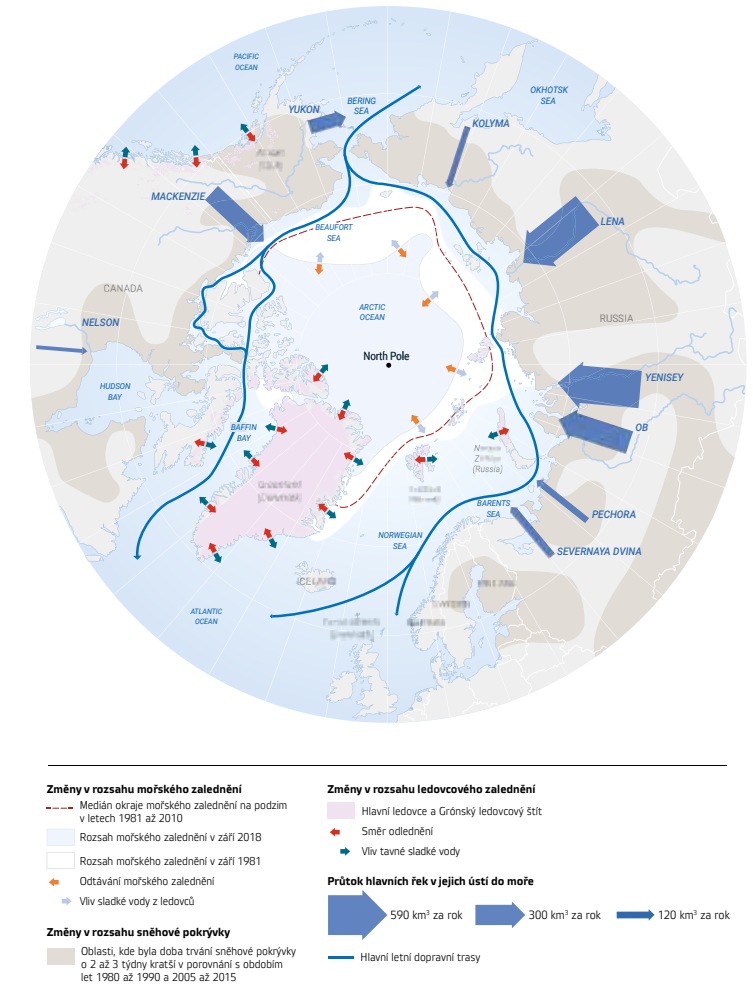 PACIFIC
OCEAN
YUKON
BERING
SEA
OKHOTSK
SEA
KOLYMA
MACKENZIE
LENA
BEAUFORT
SEA
CANADA
ARCTIC
OCEAN
RUSSIA
NELSON
North Pole
HUDSON
BAY
YENISEY
BAFFIN
BAY
OB
(Russia)
BARENTS
SEA
PECHORA
NORWEGIAN
SEA
SEVERNAYA DVINA
ICELAND
SWEDEN
ATLANTIC
OCEAN
Změny v rozsahu mořského zalednění
Medián okraje mořského zalednění na podzim
v letech 1981 až 2010
Rozsah mořského zalednění v září 2018
Rozsah mořského zalednění v září 1981
Odtávání mořského zalednění
Vliv sladké vody z ledovců
Změny v rozsahu sněhové pokrývky
Oblasti, kde byla doba trvání sněhové pokrývky
o 2 až 3 týdny kratší v porovnání s obdobím
let 1980 až 1990 a 2005 až 2015
Změny v rozsahu ledovcového zalednění
Hlavní ledovce a Grónský ledovcový štít
Směr odlednění
Vliv tavné sladké vody
Průtok hlavních řek v jejich ústí do moře
590 km³ za rok
300 km³ za rok
120 km³ za rok
Hlavní letní dopravní trasy